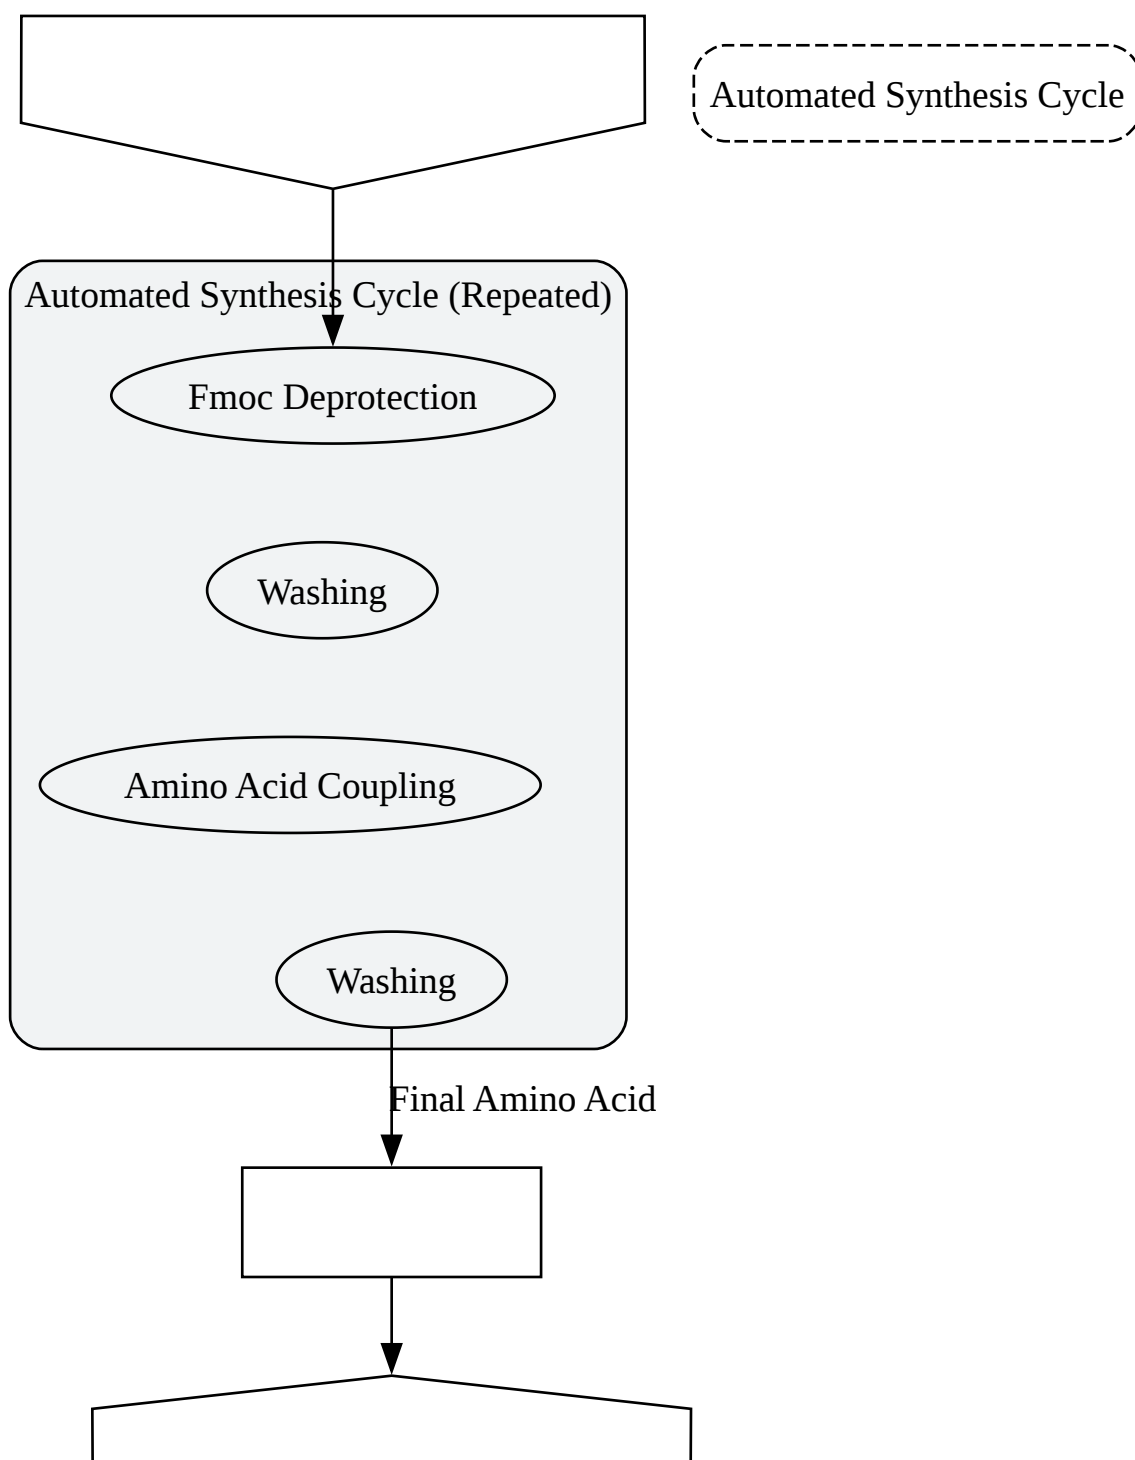 Automated Synthesis Cycle
Automated Synthesis Cycle (Repeated)
Fmoc Deprotection
Washing
Amino Acid Coupling
Washing
Final Amino Acid